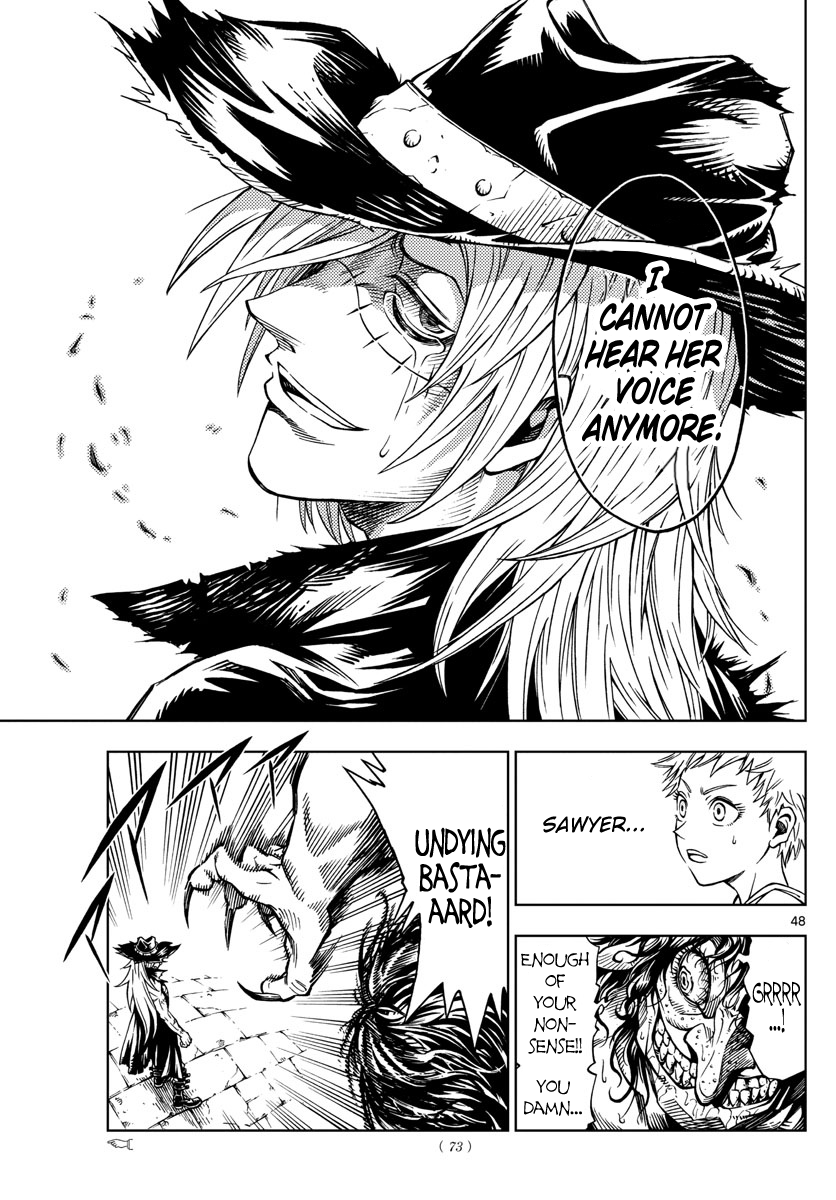 I
CANNOT
HEAR HER
VOICE
ANYMORE.
SAWYER...
48
GRRRR
...!
ENOUGH
OF
YOUR
NON-
SENSE!!
YOU
DAMN...
UNDYING
BASTA-
AARD!
( 73 )